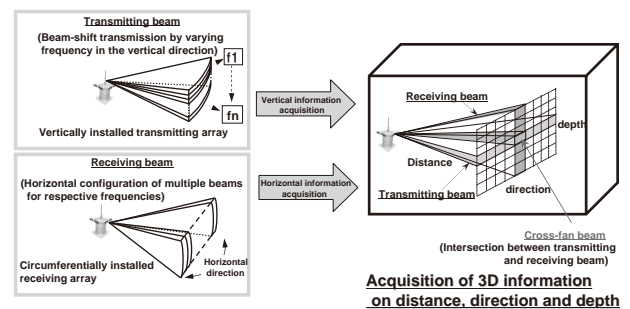 Transmitting beam
(Beam-shift transmission by varying
frequency in the vertical direction)
f1
fn
Vertically installed transmitting array
Receiving beam
(Horizontal configuration of multiple beams
for respective frequencies)
Circumferentially installed
receiving array
Horizontal
direction
Vertical information
acquisition
Horizontal information
acquisition
Receiving beam
depth
Distance
Transmitting beam
direction
Cross-fan beam
(Intersection between transmitting
and receiving beam)
Acquisition of 3D information
on distance, direction and depth